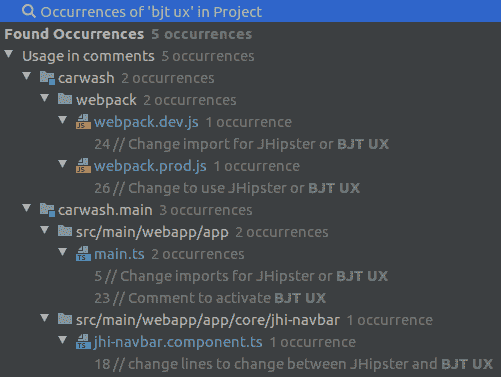 Occurrences of 'bjt ux' in Project
Found Occurrences 5 occurrences
Usage in comments 5 occurrences
carwash 2 occurrences
webpack 2 occurrences
webpack.dev.js 1 occurrence
24 // Change import for JHipster or BJT UX
webpack.prod.js 1 occurrence
26 // Change to use JHipster or BJT UX
carwash.main 3 occurrences
src/main/webapp/app 2 occurrences
main.ts 2 occurrences
5 // Change imports for JHipster or BJT UX
23 // Comment to activate BJT UX
src/main/webapp/app/core/jhi-navbar 1 occurrence
jhi-navbar.component.ts 1 occurrence
18 // change lines to change between JHipster and BJT UX